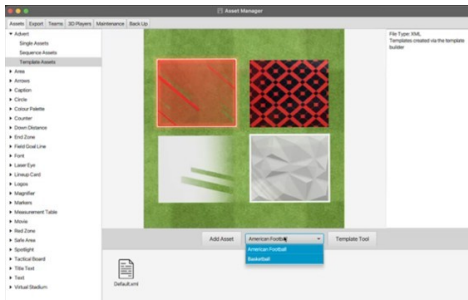 Asset Manager
Assets Export Teams 3D Players Maintenance Back Up
Advert
Single Assets
Sequence Assets
Template Assets
Area
Arrows
Caption
Circle
Colour Palette
Counter
Down Distance
End Zone
Field Goal Line
Font
Laser Eye
Lineup Card
Logos
Magnifier
Markers
Measurement Table
Movie
Red Zone
Safe Area
Spotlight
Tactical Board
Title Text
Text
Virtual Stadium
File Type: XML
Templates created via the template
builder
Add Asset
American Football
Template Tool
American Football
Basketball
Default.xml